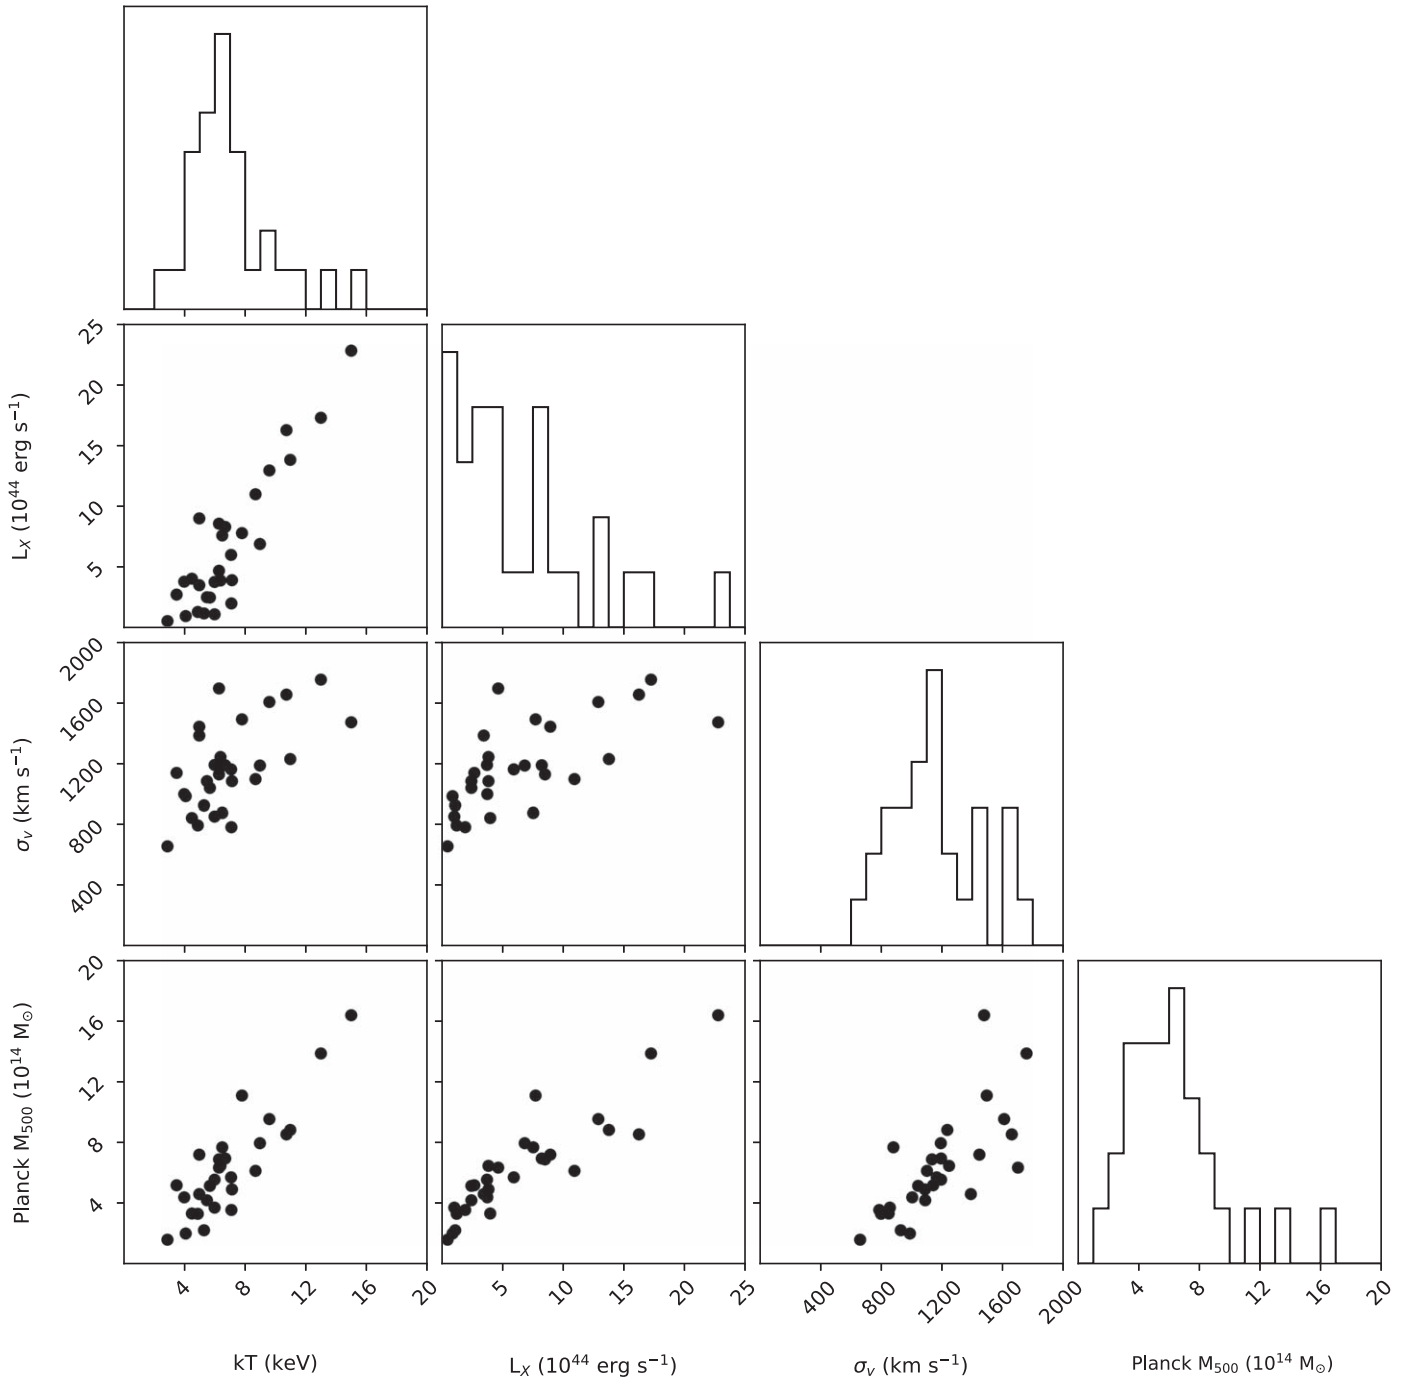 25
20
15
10
5
L_X (10^44 erg s^−1)
2000
1600
1200
800
400
σ_v (km s^−1)
20
16
12
8
4
Planck M_500 (10^14 M_⊙)
4 8 12 16 20
5 10 15 20 25
400 800 1200 1600 2000
4 8 12 16 20
kT (keV)
L_X (10^44 erg s^−1)
σ_v (km s^−1)
Planck M_500 (10^14 M_⊙)